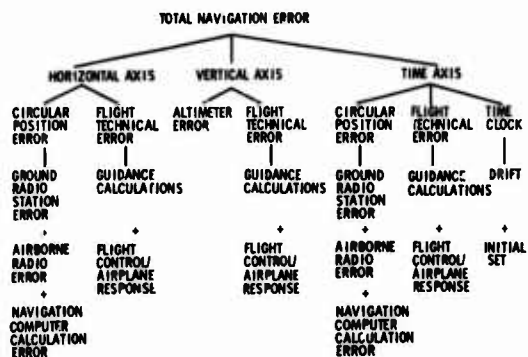 TOTAL NAVIGATION ERROR
HORIZONTAL AXIS VERTICAL AXIS TIME AXIS
CIRCULAR POSITION ERROR
FLIGHT TECHNICAL ERROR
ALTIMETER ERROR
FLIGHT TECHNICAL ERROR
CIRCULAR POSITION ERROR
FLIGHT TECHNICAL ERROR
TIME CLOCK
GROUND RADIO STATION ERROR
GUIDANCE CALCULATIONS
GUIDANCE CALCULATIONS
GROUND RADIO STATION ERROR
GUIDANCE CALCULATIONS
DRIFT
+ + + + + +
AIRBORNE RADIO ERROR
FLIGHT CONTROL/ AIRPLANE RESPONSE
FLIGHT CONTROL/ AIRPLANE RESPONSE
AIRBORNE RADIO ERROR
FLIGHT CONTROL/ AIRPLANE RESPONSE
INITIAL SET
+ +
NAVIGATION COMPUTER CALCULATION ERROR
NAVIGATION COMPUTER CALCULATION ERROR